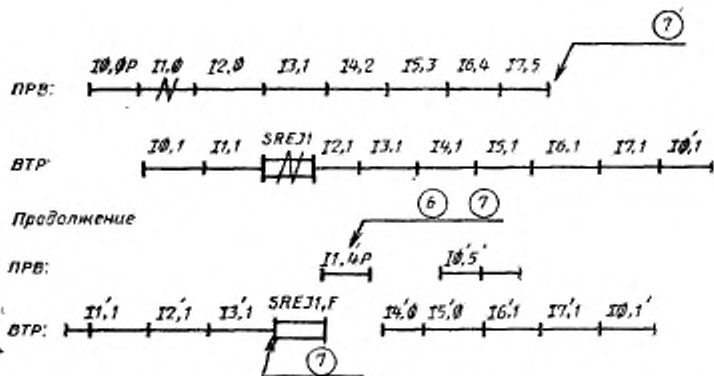 7'
I0,0P I1,0 I2,0 I3,1 I4,2 I5,3 I6,4 I7,5
ПРВ:
I0,1 I1,1 SREJ1 I2,1 I3.1 I4,1 I5,1 I6.1 I7,1 I0',1
ВТР:
Продолжение
6 7
ПРВ: I1,4'P I0',5'
I1',1 I2',1 I3',1 SREJ1,F I4',0 I5',0 I6',1 I7',1 I0,1'
ВТР:
7